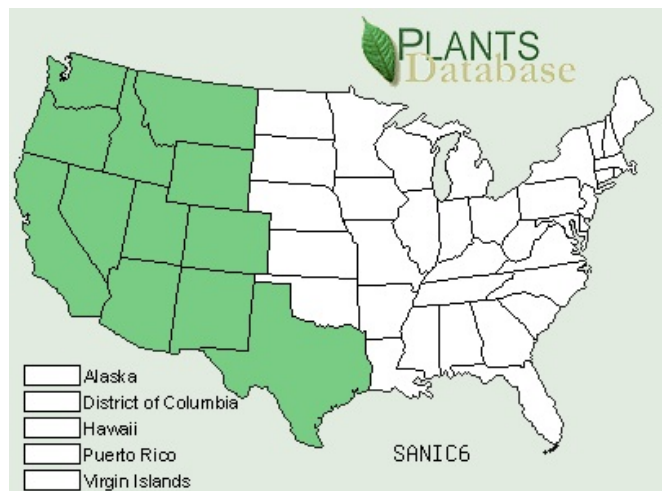 PLANTS
Database
Alaska
District of Columbia
Hawaii
Puerto Rico
Virgin Islands
SANIC6